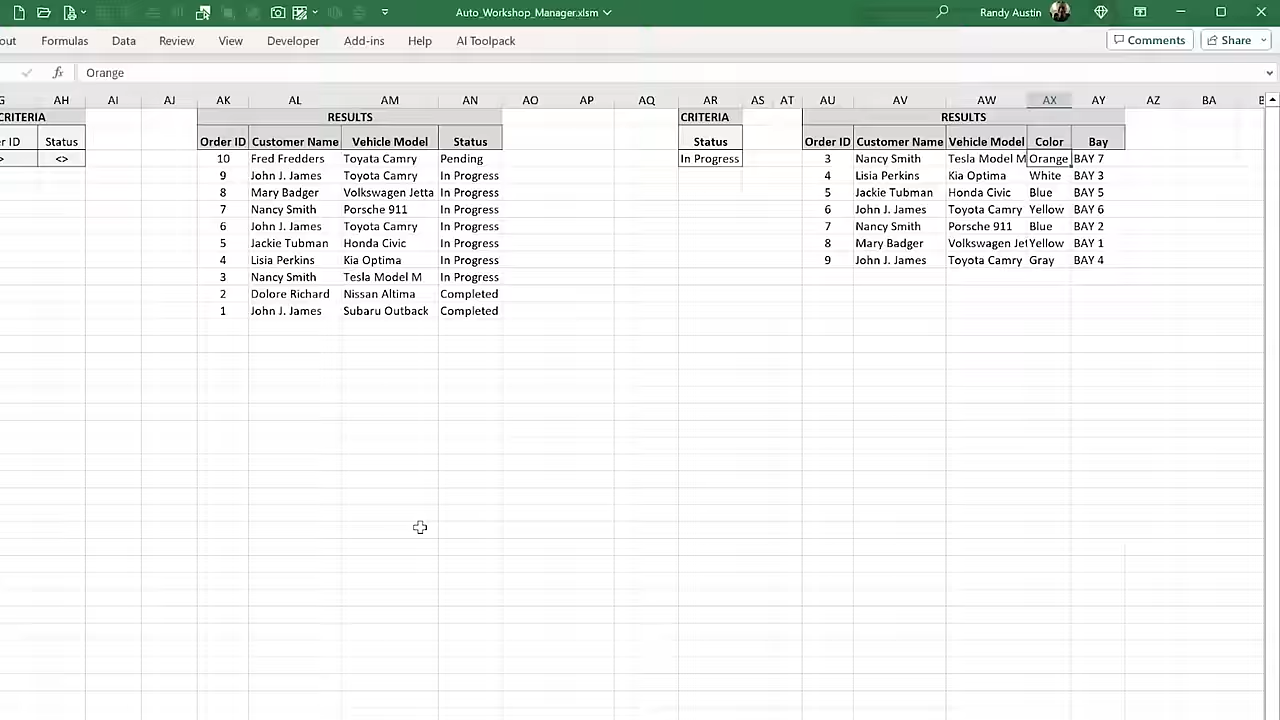 Auto_Workshop_Manager.xlsm
Randy Austin
out Formulas Data Review View Developer Add-ins Help AI Toolpack Comments Share
fx Orange
G AH AI AJ AK AL AM AN AO AP AQ AR AS AT AU AV AW AX AY AZ BA B
CRITERIA RESULTS CRITERIA RESULTS
er ID Status Order ID Customer Name Vehicle Model Status Status Order ID Customer Name Vehicle Model Color Bay
> <> 10 Fred Fredders Toyata Camry Pending In Progress 3 Nancy Smith Tesla Model M Orange BAY 7
9 John J. James Toyota Camry In Progress 4 Lisia Perkins Kia Optima White BAY 3
8 Mary Badger Volkswagen Jetta In Progress 5 Jackie Tubman Honda Civic Blue BAY 5
7 Nancy Smith Porsche 911 In Progress 6 John J. James Toyota Camry Yellow BAY 6
6 John J. James Toyota Camry In Progress 7 Nancy Smith Porsche 911 Blue BAY 2
5 Jackie Tubman Honda Civic In Progress 8 Mary Badger Volkswagen Jet Yellow BAY 1
4 Lisia Perkins Kia Optima In Progress 9 John J. James Toyota Camry Gray BAY 4
3 Nancy Smith Tesla Model M In Progress
2 Dolore Richard Nissan Altima Completed
1 John J. James Subaru Outback Completed